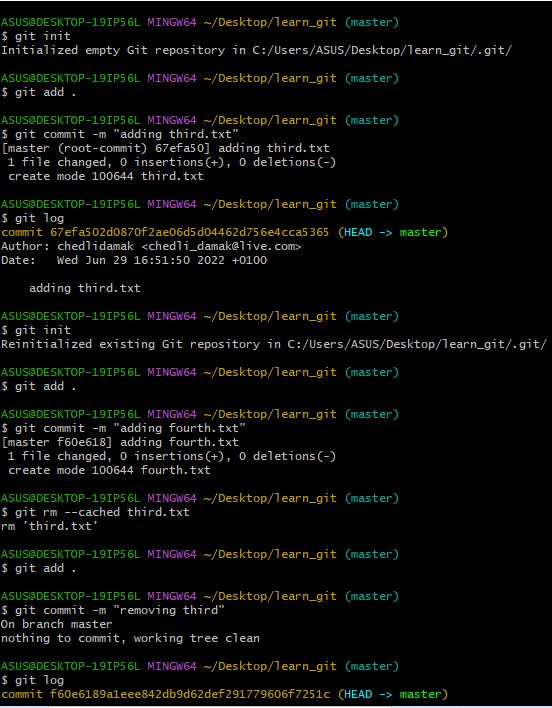 ASUS@DESKTOP-19IP56L MINGW64 ~/Desktop/learn_git (master)
$ git init
Initialized empty Git repository in C:/Users/ASUS/Desktop/learn_git/.git/
ASUS@DESKTOP-19IP56L MINGW64 ~/Desktop/learn_git (master)
$ git add .
ASUS@DESKTOP-19IP56L MINGW64 ~/Desktop/learn_git (master)
$ git commit -m "adding third.txt"
[master (root-commit) 67efa50] adding third.txt
1 file changed, 0 insertions(+), 0 deletions(-)
create mode 100644 third.txt
ASUS@DESKTOP-19IP56L MINGW64 ~/Desktop/learn_git (master)
$ git log
commit 67efa502d0870f2ae06d5d04462d756e4cca5365 (HEAD -> master)
Author: chedlidamak <chedli_damak@live.com>
Date:   Wed Jun 29 16:51:50 2022 +0100
adding third.txt
ASUS@DESKTOP-19IP56L MINGW64 ~/Desktop/learn_git (master)
$ git init
Reinitialized existing Git repository in C:/Users/ASUS/Desktop/learn_git/.git/
ASUS@DESKTOP-19IP56L MINGW64 ~/Desktop/learn_git (master)
$ git add .
ASUS@DESKTOP-19IP56L MINGW64 ~/Desktop/learn_git (master)
$ git commit -m "adding fourth.txt"
[master f60e618] adding fourth.txt
1 file changed, 0 insertions(+), 0 deletions(-)
create mode 100644 fourth.txt
ASUS@DESKTOP-19IP56L MINGW64 ~/Desktop/learn_git (master)
$ git rm --cached third.txt
rm 'third.txt'
ASUS@DESKTOP-19IP56L MINGW64 ~/Desktop/learn_git (master)
$ git add .
ASUS@DESKTOP-19IP56L MINGW64 ~/Desktop/learn_git (master)
$ git commit -m "removing third"
On branch master
nothing to commit, working tree clean
ASUS@DESKTOP-19IP56L MINGW64 ~/Desktop/learn_git (master)
$ git log
commit f60e6189a1eee842db9d62def291779606f7251c (HEAD -> master)